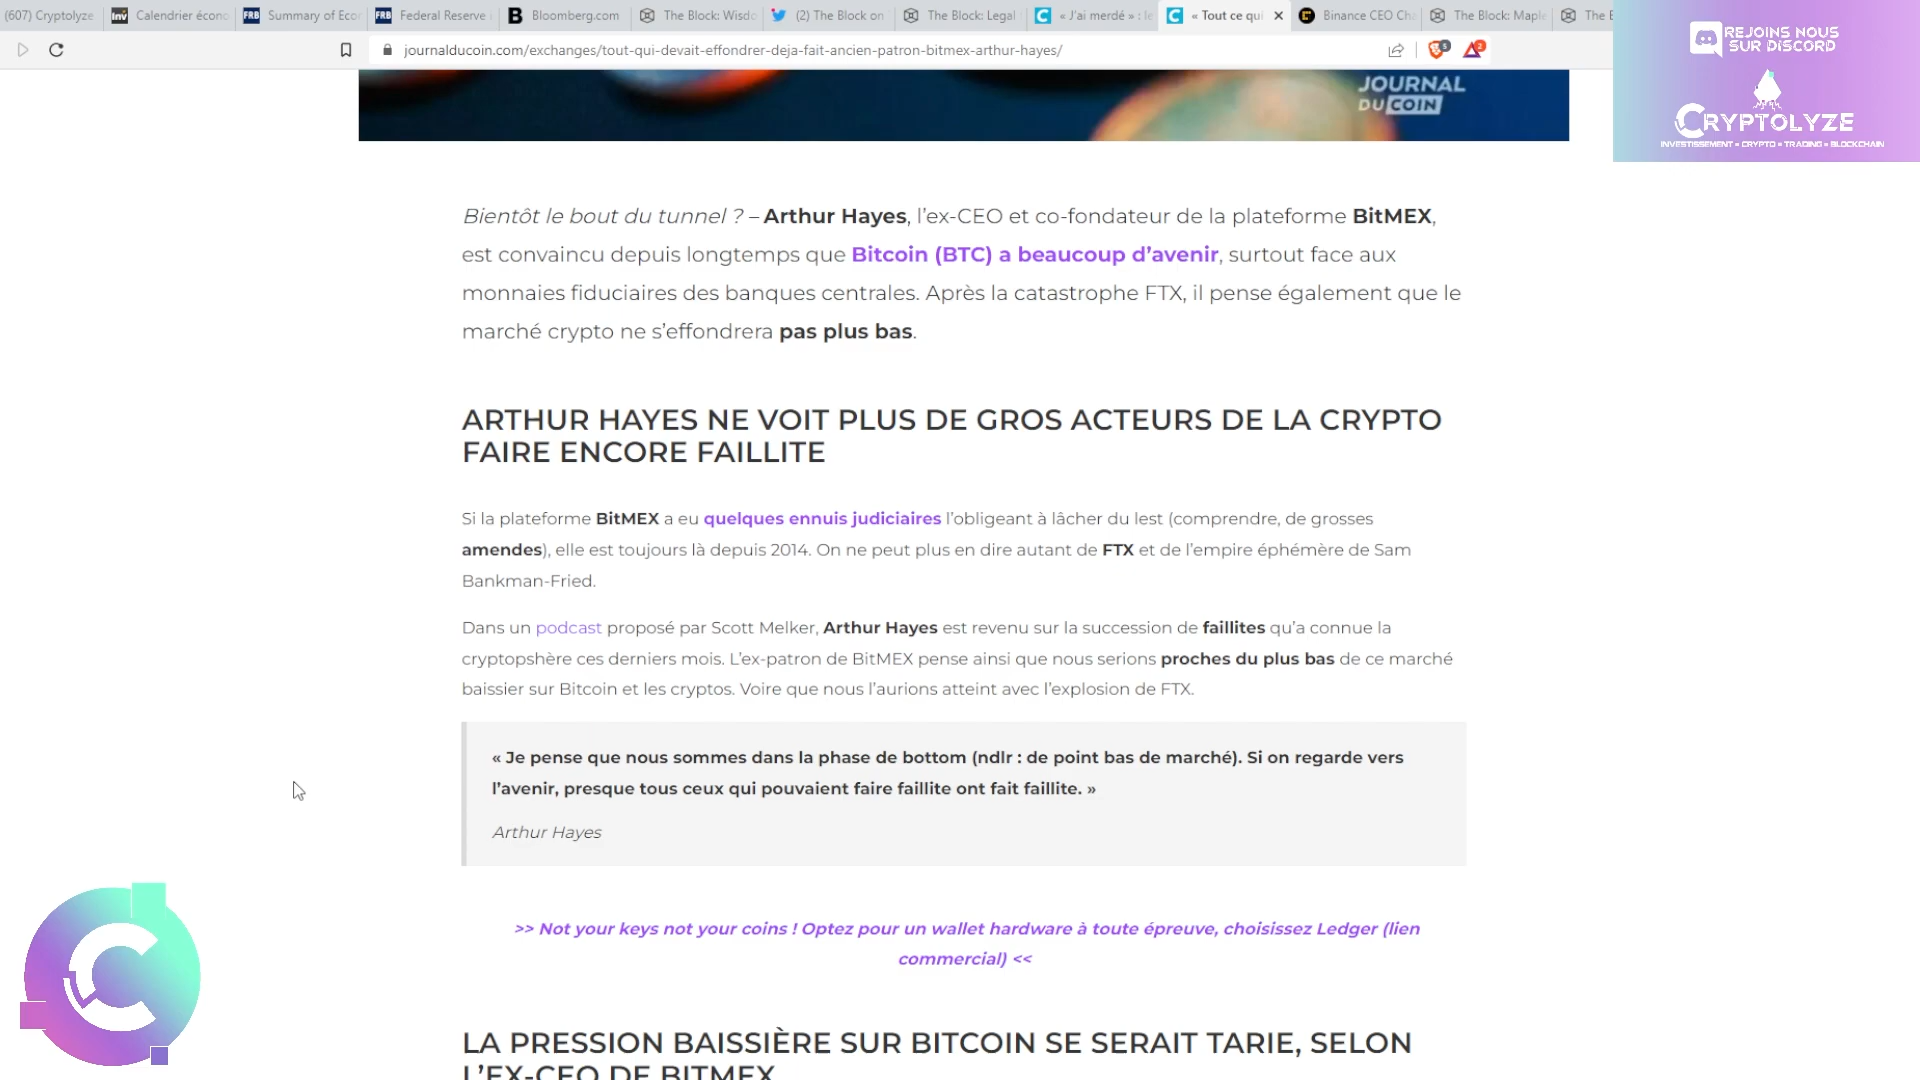 (607) Cryptolyze
Calendrier écono
Summary of Ecor
Federal Reserve
Bloomberg.com
The Block: Wisdo
(2) The Block on
The Block: Legal
« J'ai merdé » : le
« Tout ce qui
Binance CEO Cha
The Block: Maple
The B
journalducoin.com/exchanges/tout-qui-devait-effondrer-deja-fait-ancien-patron-bitmex-arthur-hayes/
REJOINS NOUS
SUR DISCORD
CRYPTOLYZE
INVESTISSEMENT - CRYPTO - TRADING - BLOCKCHAIN
JOURNAL
DU COIN
Bientôt le bout du tunnel ? – Arthur Hayes, l'ex-CEO et co-fondateur de la plateforme BitMEX,
est convaincu depuis longtemps que Bitcoin (BTC) a beaucoup d'avenir, surtout face aux
monnaies fiduciaires des banques centrales. Après la catastrophe FTX, il pense également que le
marché crypto ne s'effondrera pas plus bas.
ARTHUR HAYES NE VOIT PLUS DE GROS ACTEURS DE LA CRYPTO
FAIRE ENCORE FAILLITE
Si la plateforme BitMEX a eu quelques ennuis judiciaires l'obligeant à lâcher du lest (comprendre, de grosses
amendes), elle est toujours là depuis 2014. On ne peut plus en dire autant de FTX et de l'empire éphémère de Sam
Bankman-Fried.
Dans un podcast proposé par Scott Melker, Arthur Hayes est revenu sur la succession de faillites qu'a connue la
cryptopshère ces derniers mois. L'ex-patron de BitMEX pense ainsi que nous serions proches du plus bas de ce marché
baissier sur Bitcoin et les cryptos. Voire que nous l'aurions atteint avec l'explosion de FTX.
« Je pense que nous sommes dans la phase de bottom (ndlr : de point bas de marché). Si on regarde vers
l'avenir, presque tous ceux qui pouvaient faire faillite ont fait faillite. »
Arthur Hayes
>> Not your keys not your coins ! Optez pour un wallet hardware à toute épreuve, choisissez Ledger (lien
commercial) <<
LA PRESSION BAISSIÈRE SUR BITCOIN SE SERAIT TARIE, SELON
L'EX-CEO DE BITMEX